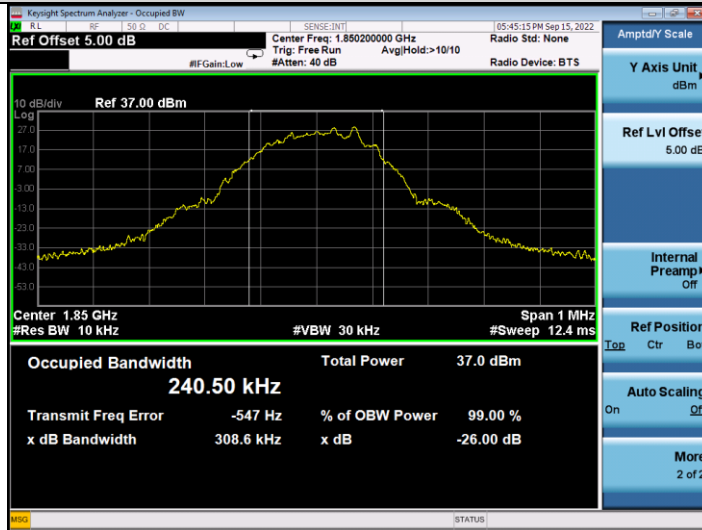 Keysight Spectrum Analyzer - Occupied BW
RL RF 50 Ω DC SENSE:INT 05:45:15 PM Sep 15, 2022
Ref Offset 5.00 dB Center Freq: 1.850200000 GHz Radio Std: None
Trig: Free Run Avg|Hold:>10/10
#IFGain:Low #Atten: 40 dB Radio Device: BTS
10 dB/div Ref 37.00 dBm
Log
27.0
17.0
7.00
-3.00
-13.0
-23.0
-33.0
-43.0
-53.0
Center 1.85 GHz Span 1 MHz
#Res BW 10 kHz #VBW 30 kHz #Sweep 12.4 ms
Occupied Bandwidth Total Power 37.0 dBm
240.50 kHz
Transmit Freq Error -547 Hz % of OBW Power 99.00 %
x dB Bandwidth 308.6 kHz x dB -26.00 dB
MSG STATUS
Amptd/Y Scale
Y Axis Unit
dBm
Ref Lvl Offset
5.00 dB
Internal
Preamp
Off
Ref Position
Top Ctr Bot
Auto Scaling
On Off
More
2 of 2